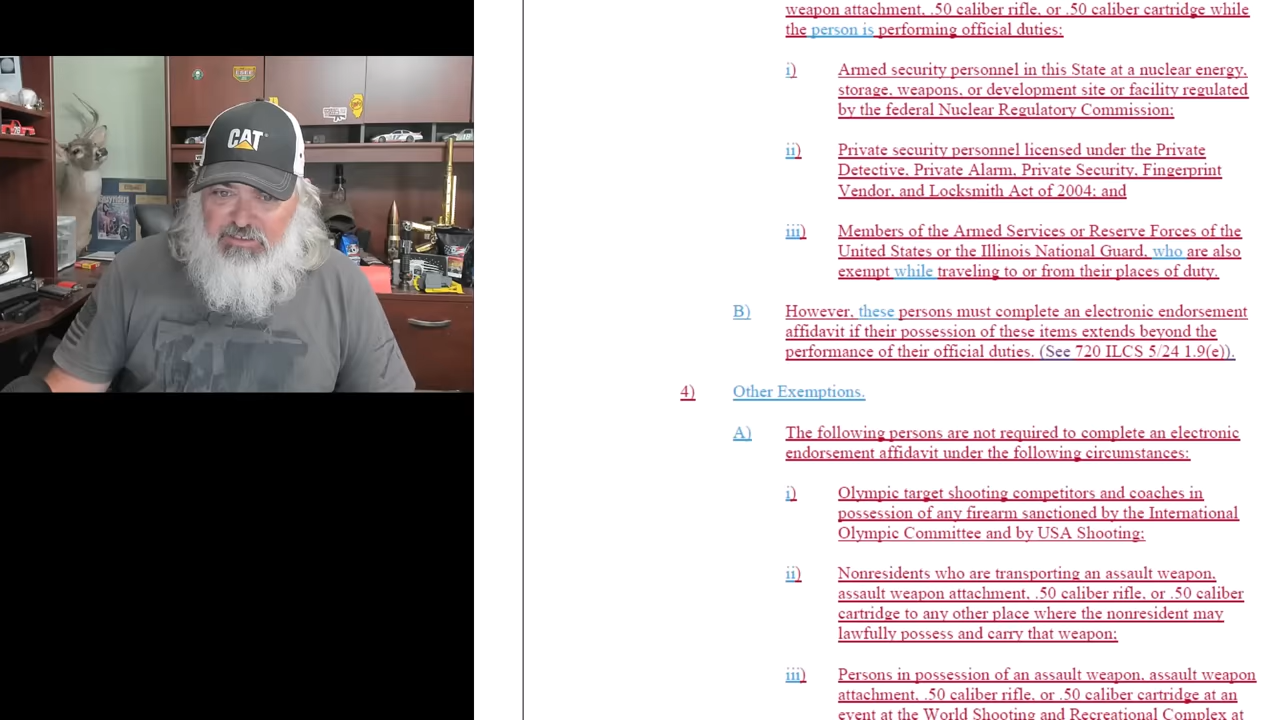 CAT
weapon attachment, .50 caliber rifle, or .50 caliber cartridge while
the person is performing official duties:
i) Armed security personnel in this State at a nuclear energy,
storage, weapons, or development site or facility regulated
by the federal Nuclear Regulatory Commission;
ii) Private security personnel licensed under the Private
Detective, Private Alarm, Private Security, Fingerprint
Vendor, and Locksmith Act of 2004; and
iii) Members of the Armed Services or Reserve Forces of the
United States or the Illinois National Guard, who are also
exempt while traveling to or from their places of duty.
B) However, these persons must complete an electronic endorsement
affidavit if their possession of these items extends beyond the
performance of their official duties. (See 720 ILCS 5/24 1.9(e)).
4) Other Exemptions.
A) The following persons are not required to complete an electronic
endorsement affidavit under the following circumstances:
i) Olympic target shooting competitors and coaches in
possession of any firearm sanctioned by the International
Olympic Committee and by USA Shooting;
ii) Nonresidents who are transporting an assault weapon,
assault weapon attachment, .50 caliber rifle, or .50 caliber
cartridge to any other place where the nonresident may
lawfully possess and carry that weapon;
iii) Persons in possession of an assault weapon, assault weapon
attachment, .50 caliber rifle, or .50 caliber cartridge at an
event at the World Shooting and Recreational Complex at